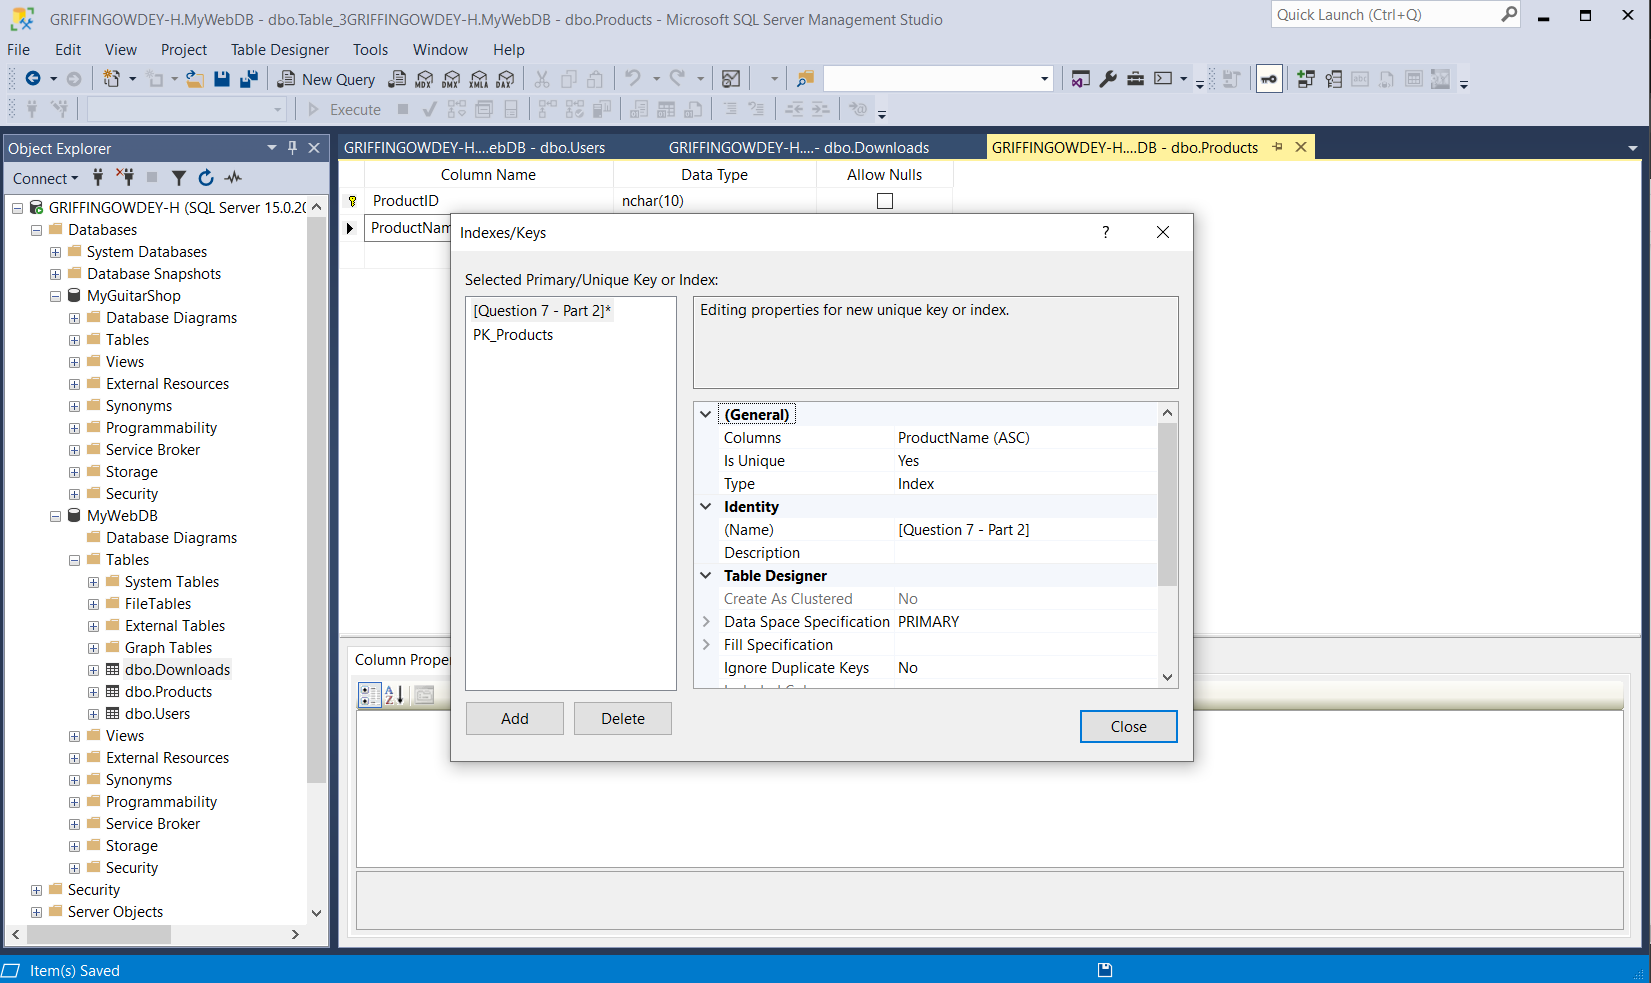 GRIFFINGOWDEY-H.MyWebDB - dbo.Table_3GRIFFINGOWDEY-H.MyWebDB - dbo.Products - Microsoft SQL Server Management Studio
Quick Launch (Ctrl+Q)
File Edit View Project Table Designer Tools Window Help
New Query MDX DMX XMLA DAX
Execute
Object Explorer
Connect
GRIFFINGOWDEY-H (SQL Server 15.0.20
Databases
System Databases
Database Snapshots
MyGuitarShop
Database Diagrams
Tables
Views
External Resources
Synonyms
Programmability
Service Broker
Storage
Security
MyWebDB
Database Diagrams
Tables
System Tables
FileTables
External Tables
Graph Tables
dbo.Downloads
dbo.Products
dbo.Users
Views
External Resources
Synonyms
Programmability
Service Broker
Storage
Security
Security
Server Objects
GRIFFINGOWDEY-H....ebDB - dbo.Users
GRIFFINGOWDEY-H....- dbo.Downloads
GRIFFINGOWDEY-H....DB - dbo.Products
Column Name Data Type Allow Nulls
ProductID nchar(10)
ProductNam
Column Proper
Indexes/Keys
?
Selected Primary/Unique Key or Index:
[Question 7 - Part 2]*
PK_Products
Editing properties for new unique key or index.
(General)
Columns ProductName (ASC)
Is Unique Yes
Type Index
Identity
(Name) [Question 7 - Part 2]
Description
Table Designer
Create As Clustered No
Data Space Specification PRIMARY
Fill Specification
Ignore Duplicate Keys No
Add
Delete
Close
Item(s) Saved